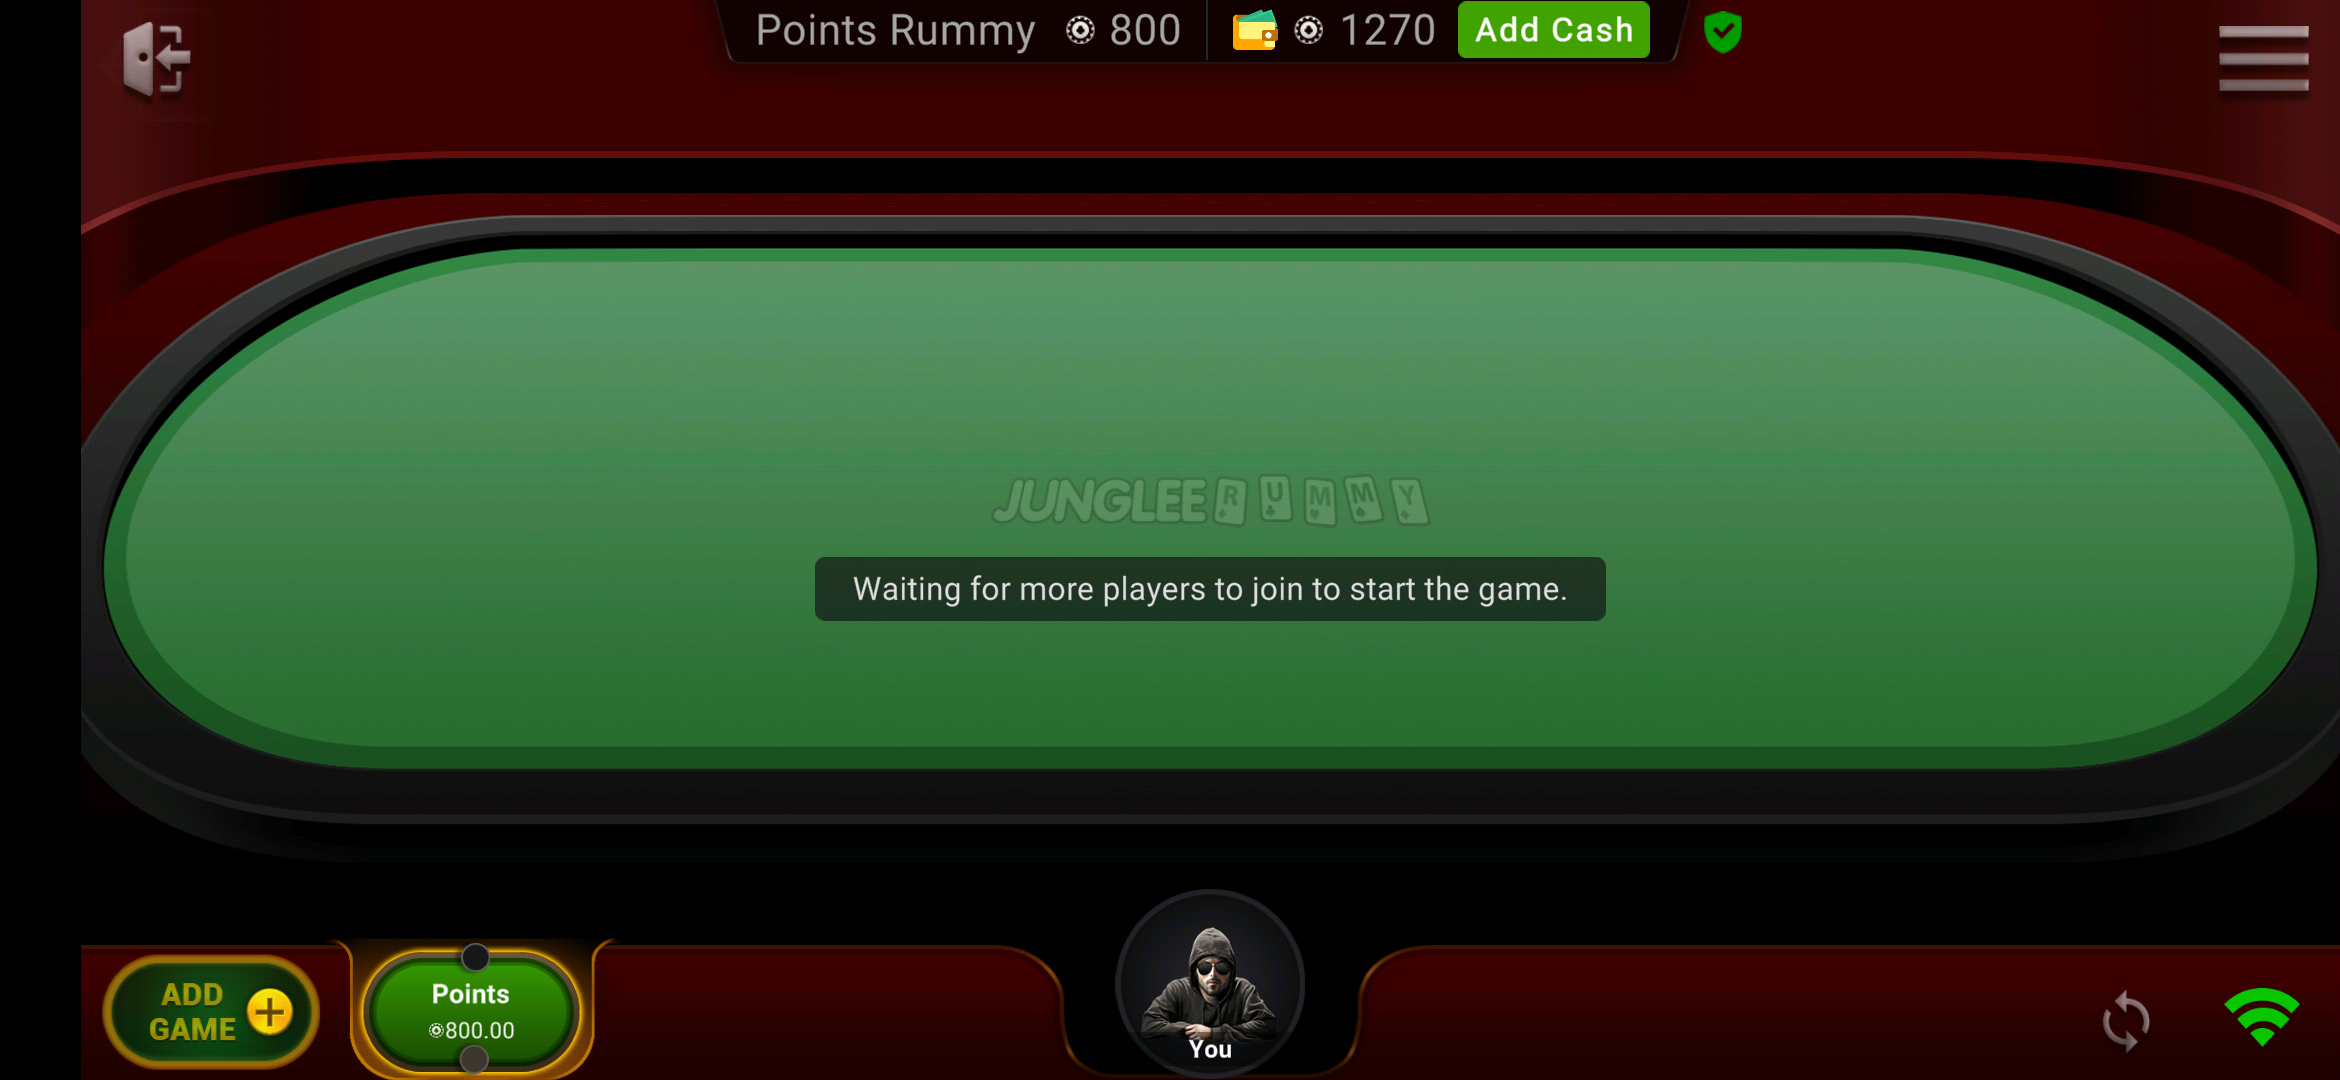 Points Rummy 800 1270 Add Cash
JUNGLEE RUMMY
Waiting for more players to join to start the game.
ADD
GAME
Points
800.00
You